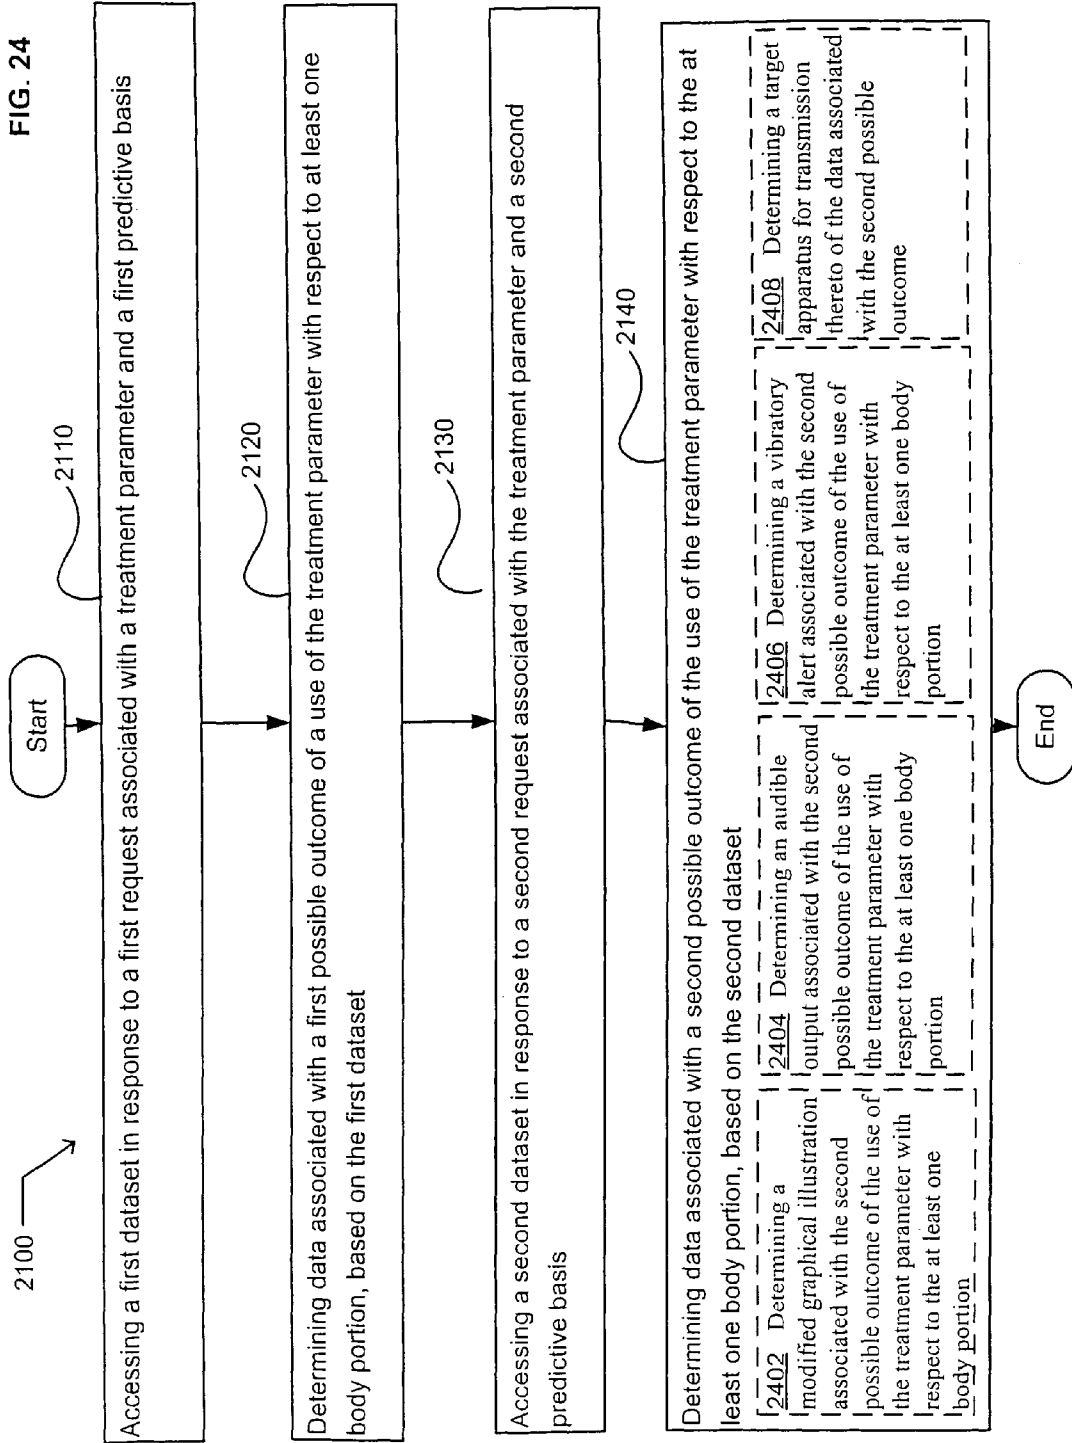 FIG. 24
2100
Start
2110
Accessing a first dataset in response to a first request associated with a treatment parameter and a first predictive basis
2120
Determining data associated with a first possible outcome of a use of the treatment parameter with respect to at least one
body portion, based on the first dataset
2130
Accessing a second dataset in response to a second request associated with the treatment parameter and a second
predictive basis
2140
Determining data associated with a second possible outcome of the use of the treatment parameter with respect to the at
least one body portion, based on the second dataset
2402 Determining a
modified graphical illustration
associated with the second
possible outcome of the use of
the treatment parameter with
respect to the at least one
body portion
2404 Determining an audible
output associated with the second
possible outcome of the use of
the treatment parameter with
respect to the at least one body
portion
2406 Determining a vibratory
alert associated with the second
possible outcome of the use of
the treatment parameter with
respect to the at least one body
portion
2408 Determining a target
apparatus for transmission
thereto of the data associated
with the second possible
outcome
End